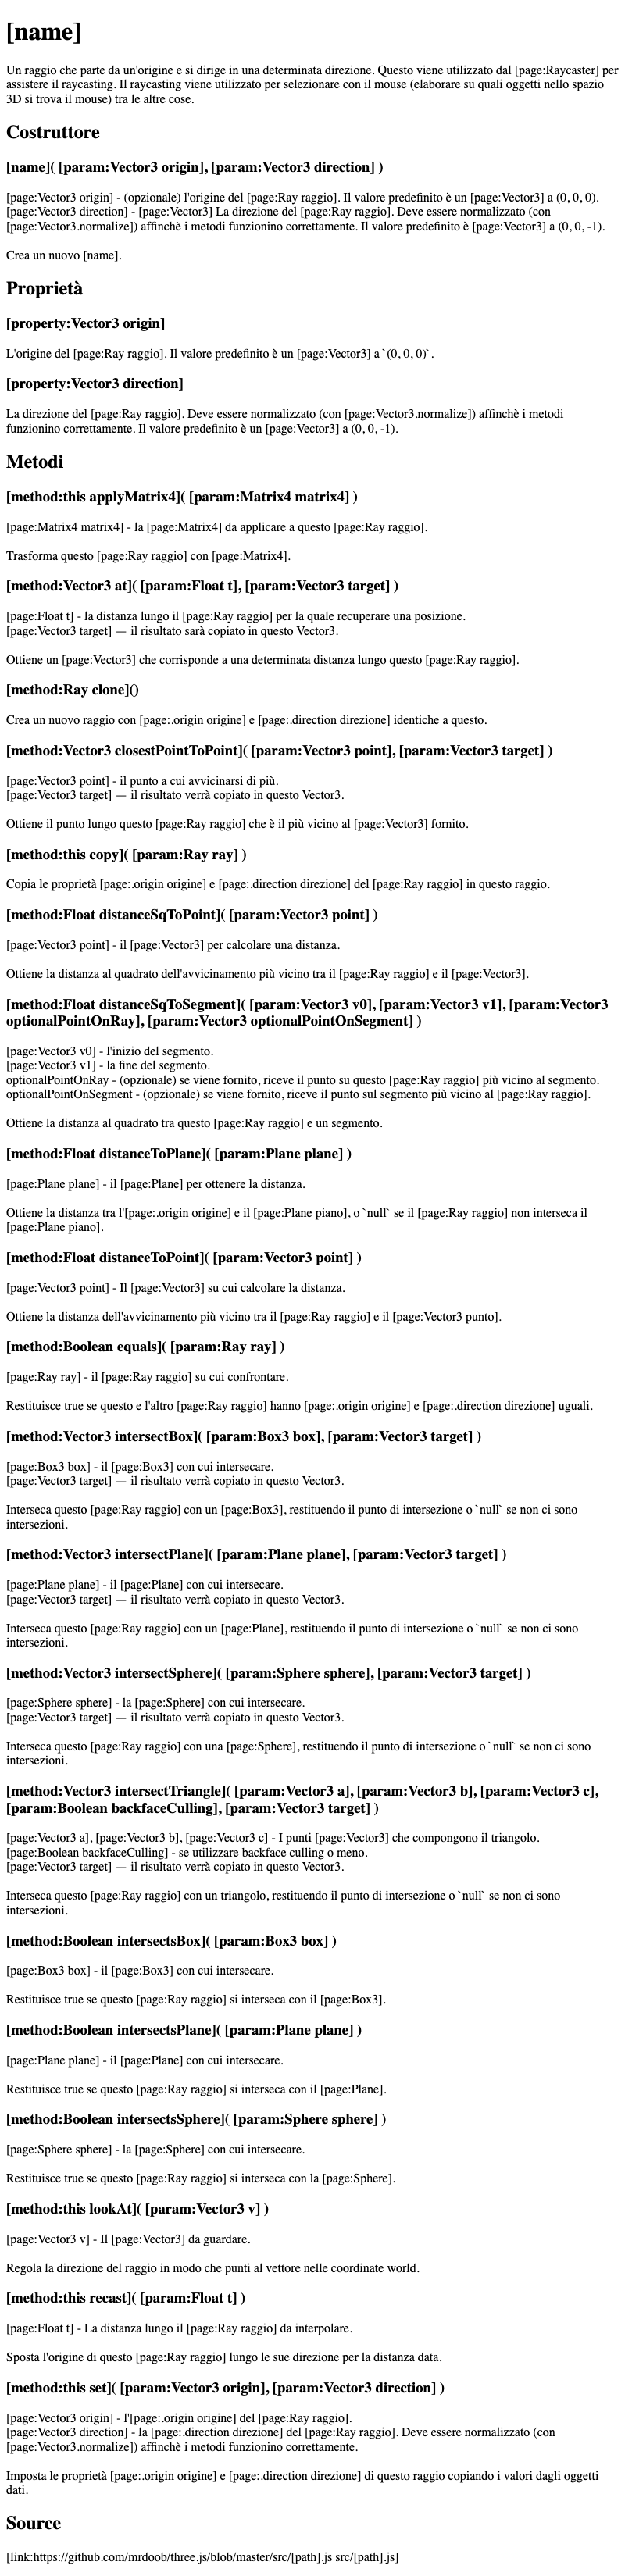 [name]
Un raggio che parte da un'origine e si dirige in una determinata direzione. Questo viene utilizzato dal [page:Raycaster] per
assistere il raycasting. Il raycasting viene utilizzato per selezionare con il mouse (elaborare su quali oggetti nello spazio
3D si trova il mouse) tra le altre cose.
Costruttore
[name]( [param:Vector3 origin], [param:Vector3 direction] )
[page:Vector3 origin] - (opzionale) l'origine del [page:Ray raggio]. Il valore predefinito è un [page:Vector3] a (0, 0, 0).
[page:Vector3 direction] - [page:Vector3] La direzione del [page:Ray raggio]. Deve essere normalizzato (con
[page:Vector3.normalize]) affinchè i metodi funzionino correttamente. Il valore predefinito è [page:Vector3] a (0, 0, -1).
Crea un nuovo [name].
Proprietà
[property:Vector3 origin]
L'origine del [page:Ray raggio]. Il valore predefinito è un [page:Vector3] a `(0, 0, 0)`.
[property:Vector3 direction]
La direzione del [page:Ray raggio]. Deve essere normalizzato (con [page:Vector3.normalize]) affinchè i metodi
funzionino correttamente. Il valore predefinito è un [page:Vector3] a (0, 0, -1).
Metodi
[method:this applyMatrix4]( [param:Matrix4 matrix4] )
[page:Matrix4 matrix4] - la [page:Matrix4] da applicare a questo [page:Ray raggio].
Trasforma questo [page:Ray raggio] con [page:Matrix4].
[method:Vector3 at]( [param:Float t], [param:Vector3 target] )
[page:Float t] - la distanza lungo il [page:Ray raggio] per la quale recuperare una posizione.
[page:Vector3 target] — il risultato sarà copiato in questo Vector3.
Ottiene un [page:Vector3] che corrisponde a una determinata distanza lungo questo [page:Ray raggio].
[method:Ray clone]()
Crea un nuovo raggio con [page:.origin origine] e [page:.direction direzione] identiche a questo.
[method:Vector3 closestPointToPoint]( [param:Vector3 point], [param:Vector3 target] )
[page:Vector3 point] - il punto a cui avvicinarsi di più.
[page:Vector3 target] — il risultato verrà copiato in questo Vector3.
Ottiene il punto lungo questo [page:Ray raggio] che è il più vicino al [page:Vector3] fornito.
[method:this copy]( [param:Ray ray] )
Copia le proprietà [page:.origin origine] e [page:.direction direzione] del [page:Ray raggio] in questo raggio.
[method:Float distanceSqToPoint]( [param:Vector3 point] )
[page:Vector3 point] - il [page:Vector3] per calcolare una distanza.
Ottiene la distanza al quadrato dell'avvicinamento più vicino tra il [page:Ray raggio] e il [page:Vector3].
[method:Float distanceSqToSegment]( [param:Vector3 v0], [param:Vector3 v1], [param:Vector3
optionalPointOnRay], [param:Vector3 optionalPointOnSegment] )
[page:Vector3 v0] - l'inizio del segmento.
[page:Vector3 v1] - la fine del segmento.
optionalPointOnRay - (opzionale) se viene fornito, riceve il punto su questo [page:Ray raggio] più vicino al segmento.
optionalPointOnSegment - (opzionale) se viene fornito, riceve il punto sul segmento più vicino al [page:Ray raggio].
Ottiene la distanza al quadrato tra questo [page:Ray raggio] e un segmento.
[method:Float distanceToPlane]( [param:Plane plane] )
[page:Plane plane] - il [page:Plane] per ottenere la distanza.
Ottiene la distanza tra l'[page:.origin origine] e il [page:Plane piano], o `null` se il [page:Ray raggio] non interseca il
[page:Plane piano].
[method:Float distanceToPoint]( [param:Vector3 point] )
[page:Vector3 point] - Il [page:Vector3] su cui calcolare la distanza.
Ottiene la distanza dell'avvicinamento più vicino tra il [page:Ray raggio] e il [page:Vector3 punto].
[method:Boolean equals]( [param:Ray ray] )
[page:Ray ray] - il [page:Ray raggio] su cui confrontare.
Restituisce true se questo e l'altro [page:Ray raggio] hanno [page:.origin origine] e [page:.direction direzione] uguali.
[method:Vector3 intersectBox]( [param:Box3 box], [param:Vector3 target] )
[page:Box3 box] - il [page:Box3] con cui intersecare.
[page:Vector3 target] — il risultato verrà copiato in questo Vector3.
Interseca questo [page:Ray raggio] con un [page:Box3], restituendo il punto di intersezione o `null` se non ci sono
intersezioni.
[method:Vector3 intersectPlane]( [param:Plane plane], [param:Vector3 target] )
[page:Plane plane] - il [page:Plane] con cui intersecare.
[page:Vector3 target] — il risultato verrà copiato in questo Vector3.
Interseca questo [page:Ray raggio] con un [page:Plane], restituendo il punto di intersezione o `null` se non ci sono
intersezioni.
[method:Vector3 intersectSphere]( [param:Sphere sphere], [param:Vector3 target] )
[page:Sphere sphere] - la [page:Sphere] con cui intersecare.
[page:Vector3 target] — il risultato verrà copiato in questo Vector3.
Interseca questo [page:Ray raggio] con una [page:Sphere], restituendo il punto di intersezione o `null` se non ci sono
intersezioni.
[method:Vector3 intersectTriangle]( [param:Vector3 a], [param:Vector3 b], [param:Vector3 c],
[param:Boolean backfaceCulling], [param:Vector3 target] )
[page:Vector3 a], [page:Vector3 b], [page:Vector3 c] - I punti [page:Vector3] che compongono il triangolo.
[page:Boolean backfaceCulling] - se utilizzare backface culling o meno.
[page:Vector3 target] — il risultato verrà copiato in questo Vector3.
Interseca questo [page:Ray raggio] con un triangolo, restituendo il punto di intersezione o `null` se non ci sono
intersezioni.
[method:Boolean intersectsBox]( [param:Box3 box] )
[page:Box3 box] - il [page:Box3] con cui intersecare.
Restituisce true se questo [page:Ray raggio] si interseca con il [page:Box3].
[method:Boolean intersectsPlane]( [param:Plane plane] )
[page:Plane plane] - il [page:Plane] con cui intersecare.
Restituisce true se questo [page:Ray raggio] si interseca con il [page:Plane].
[method:Boolean intersectsSphere]( [param:Sphere sphere] )
[page:Sphere sphere] - la [page:Sphere] con cui intersecare.
Restituisce true se questo [page:Ray raggio] si interseca con la [page:Sphere].
[method:this lookAt]( [param:Vector3 v] )
[page:Vector3 v] - Il [page:Vector3] da guardare.
Regola la direzione del raggio in modo che punti al vettore nelle coordinate world.
[method:this recast]( [param:Float t] )
[page:Float t] - La distanza lungo il [page:Ray raggio] da interpolare.
Sposta l'origine di questo [page:Ray raggio] lungo le sue direzione per la distanza data.
[method:this set]( [param:Vector3 origin], [param:Vector3 direction] )
[page:Vector3 origin] - l'[page:.origin origine] del [page:Ray raggio].
[page:Vector3 direction] - la [page:.direction direzione] del [page:Ray raggio]. Deve essere normalizzato (con
[page:Vector3.normalize]) affinchè i metodi funzionino correttamente.
Imposta le proprietà [page:.origin origine] e [page:.direction direzione] di questo raggio copiando i valori dagli oggetti
dati.
Source
[link:https://github.com/mrdoob/three.js/blob/master/src/[path].js src/[path].js]